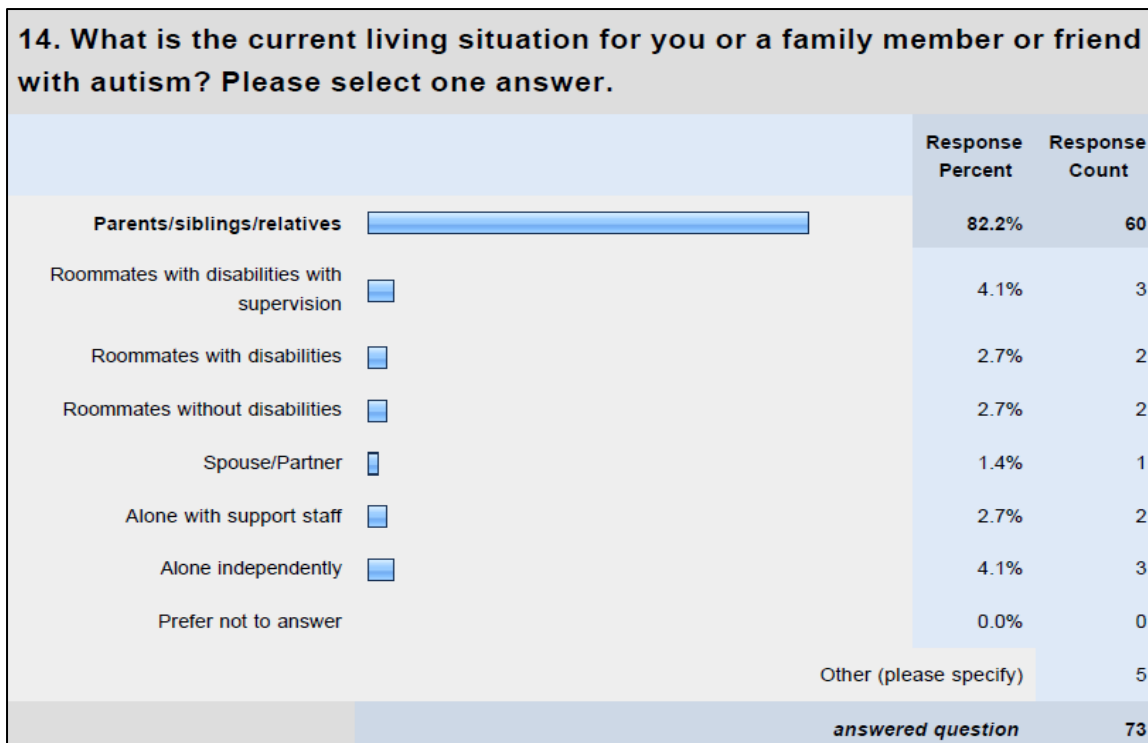 14. What is the current living situation for you or a family member or friend
with autism? Please select one answer.
Response Percent Response Count
Parents/siblings/relatives 82.2% 60
Roommates with disabilities with supervision 4.1% 3
Roommates with disabilities 2.7% 2
Roommates without disabilities 2.7% 2
Spouse/Partner 1.4% 1
Alone with support staff 2.7% 2
Alone independently 4.1% 3
Prefer not to answer 0.0% 0
Other (please specify) 5
answered question 73